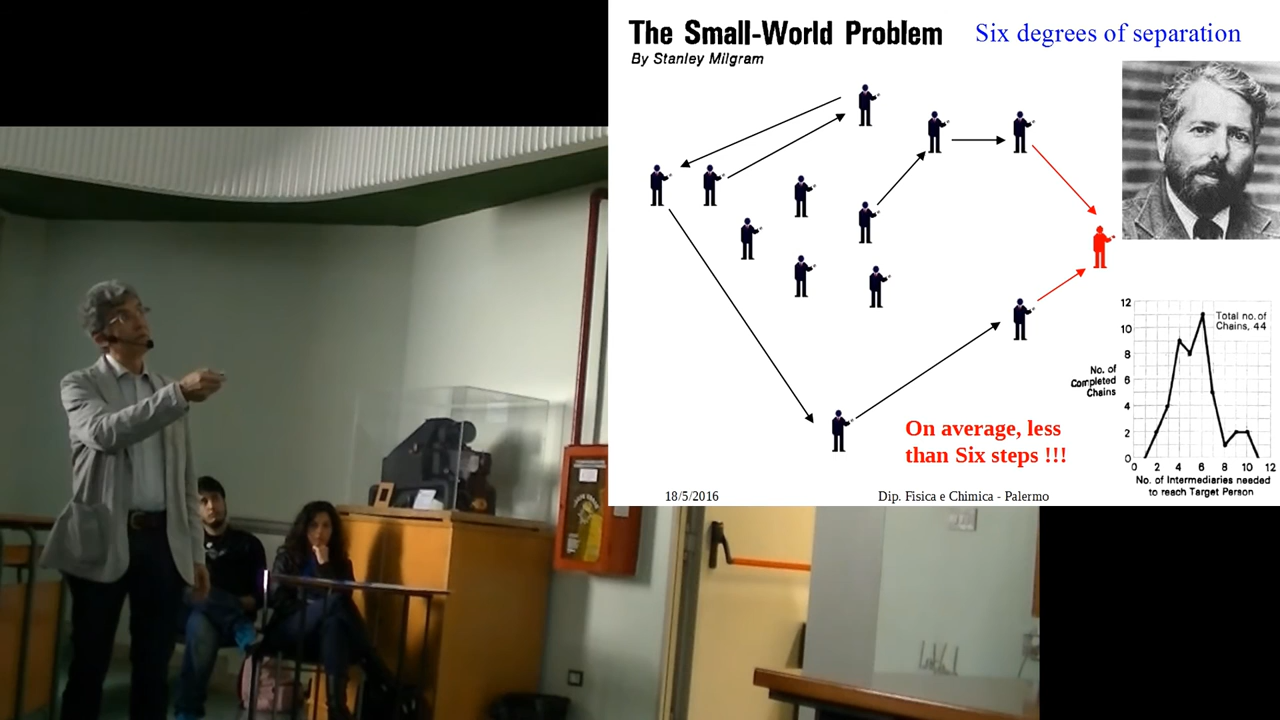 The Small-World Problem
Six degrees of separation
By Stanley Milgram
On average, less
than Six steps !!!
Total no. of
Chains, 44
No. of
Completed
Chains
12
10
8
6
4
2
0
0 2 4 6 8 10 12
No. of Intermediaries needed
to reach Target Person
18/5/2016
Dip. Fisica e Chimica - Palermo